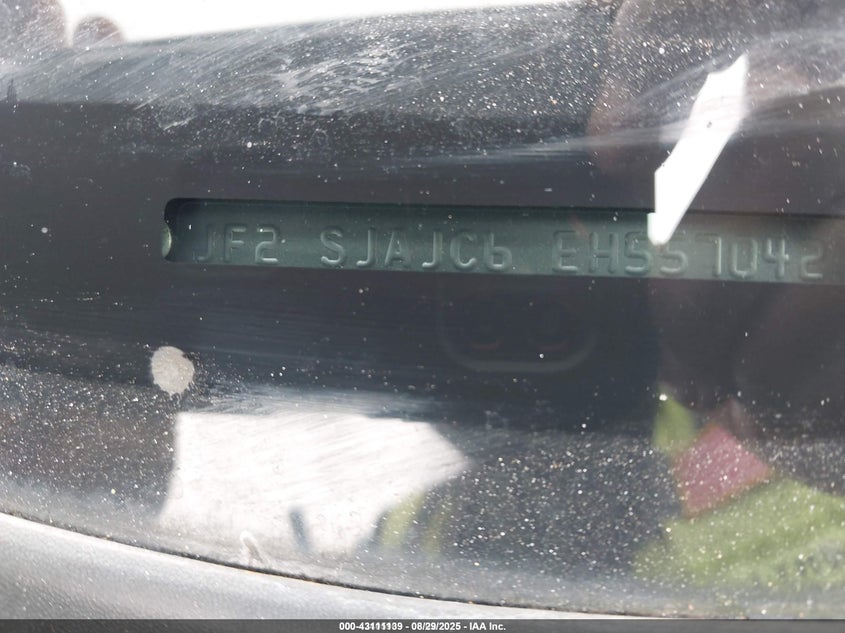 JF2 SJAJC6 EH557042
000-43111139 - 08/29/2025 - IAA Inc.